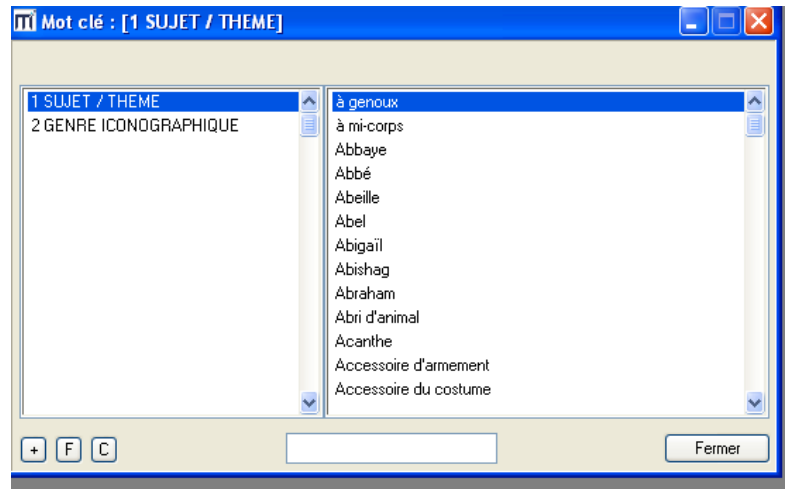 Mot clé : [1 SUJET / THEME]
1 SUJET / THEME
2 GENRE ICONOGRAPHIQUE
à genoux
à mi-corps
Abbaye
Abbé
Abeille
Abel
Abigaïl
Abishag
Abraham
Abri d'animal
Acanthe
Accessoire d'armement
Accessoire du costume
+ F C
Fermer